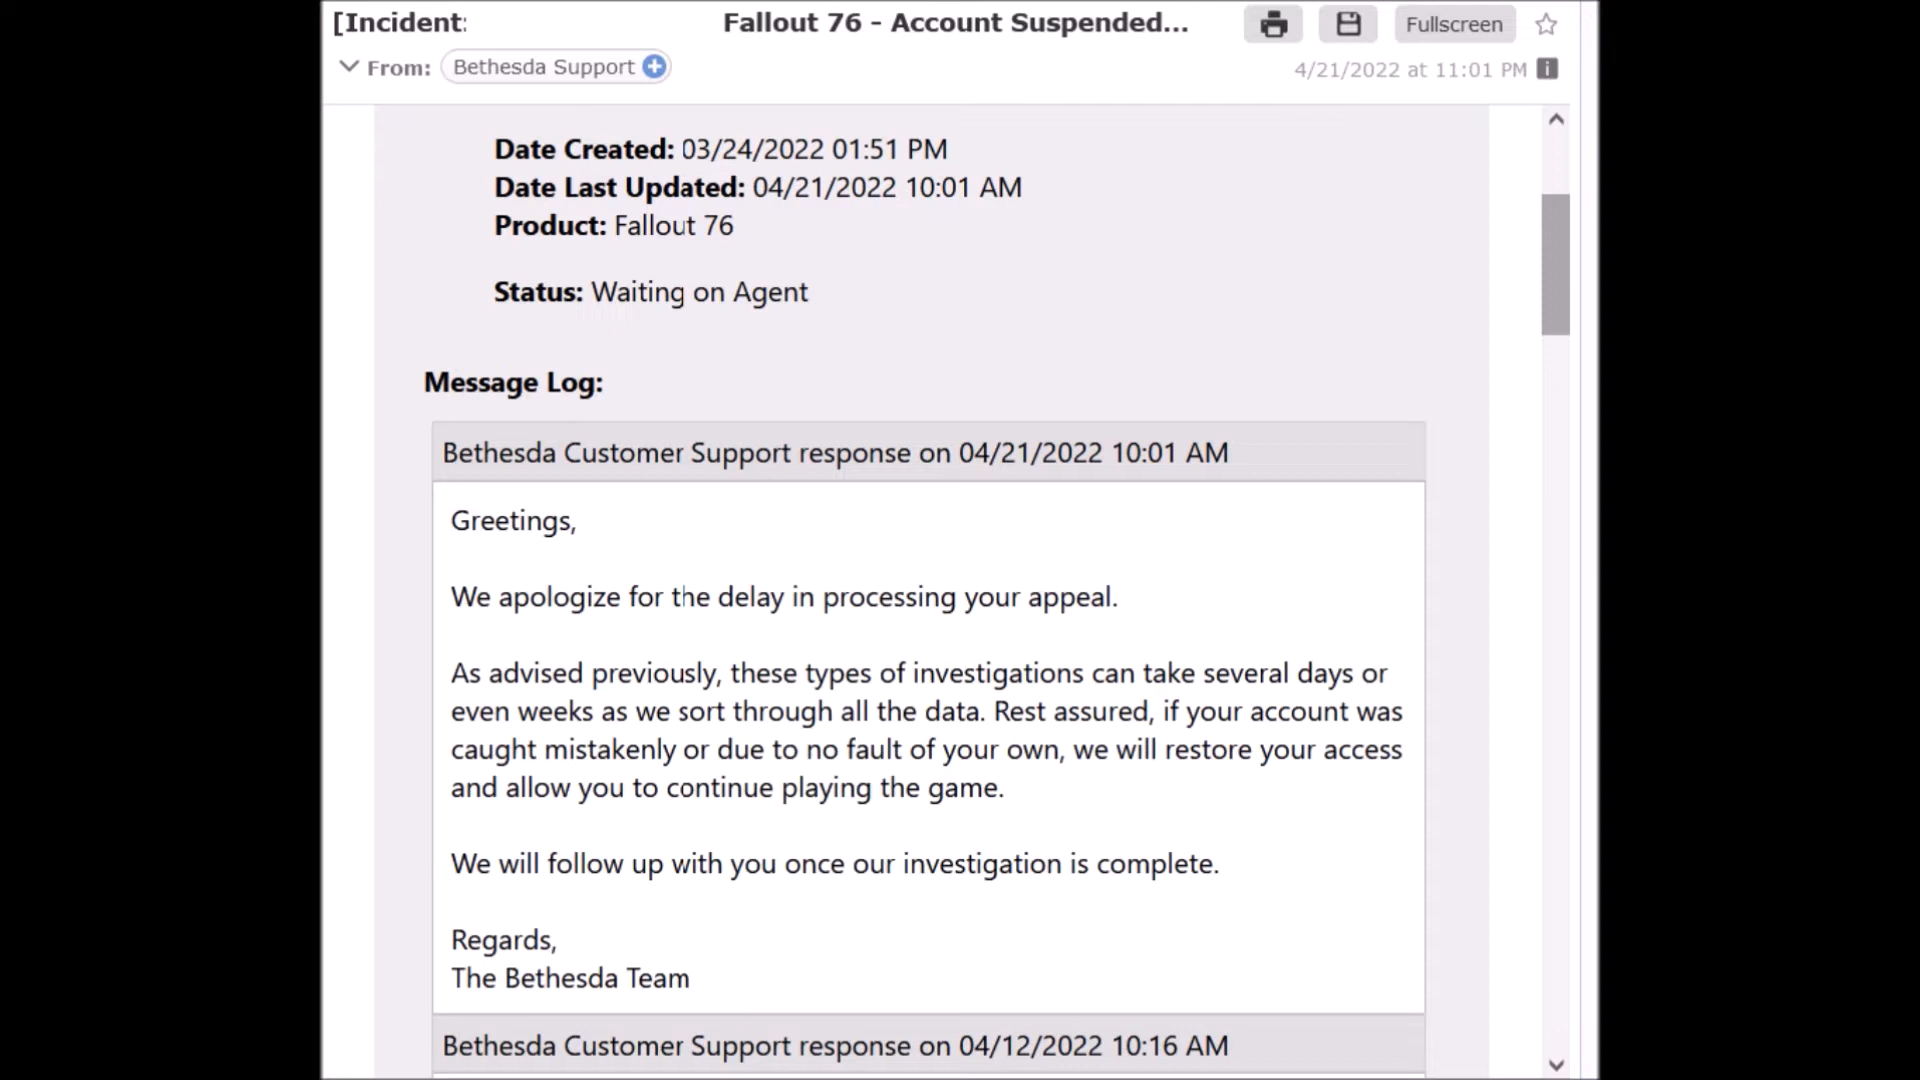 [Incident: Fallout 76 - Account Suspended... Fullscreen
From: Bethesda Support 4/21/2022 at 11:01 PM
Date Created: 03/24/2022 01:51 PM
Date Last Updated: 04/21/2022 10:01 AM
Product: Fallout 76
Status: Waiting on Agent
Message Log:
Bethesda Customer Support response on 04/21/2022 10:01 AM
Greetings,
We apologize for the delay in processing your appeal.
As advised previously, these types of investigations can take several days or
even weeks as we sort through all the data. Rest assured, if your account was
caught mistakenly or due to no fault of your own, we will restore your access
and allow you to continue playing the game.
We will follow up with you once our investigation is complete.
Regards,
The Bethesda Team
Bethesda Customer Support response on 04/12/2022 10:16 AM